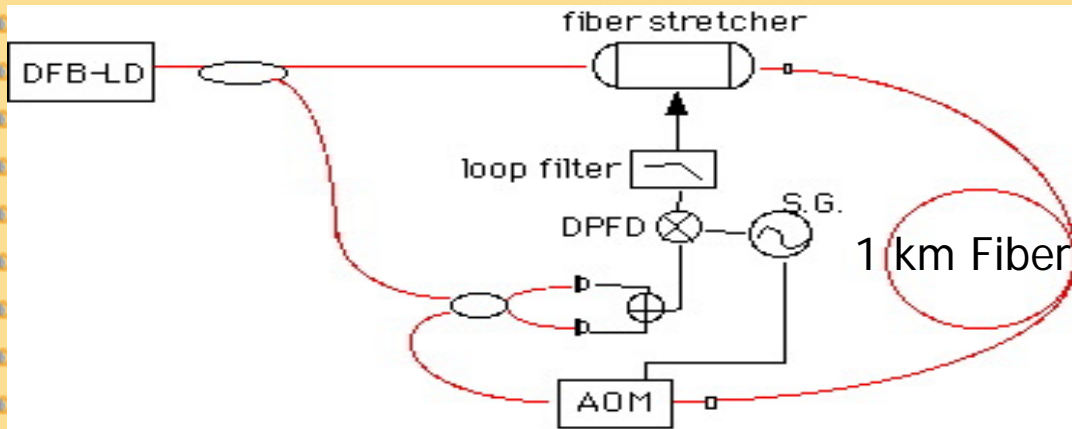 fiber stretcher
DFB-LD
loop filter
S.G.
DPFD
1 km Fiber
AOM